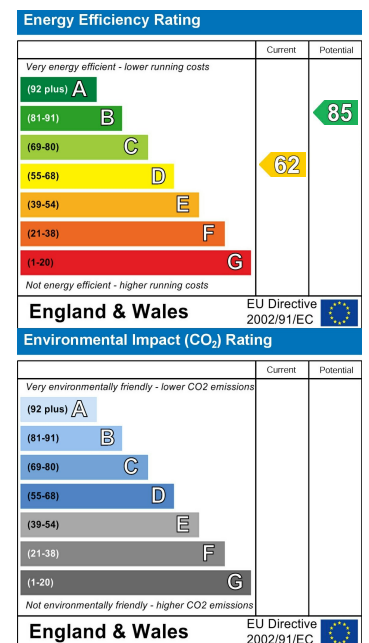 Energy Efficiency Rating
Current Potential
Very energy efficient - lower running costs
(92 plus) A
(81-91) B
85
(69-80) C
62
(55-68) D
(39-54) E
(21-38) F
(1-20) G
Not energy efficient - higher running costs
England & Wales
EU Directive
2002/91/EC
Environmental Impact (CO₂) Rating
Current Potential
Very environmentally friendly - lower CO2 emissions
(92 plus) A
(81-91) B
(69-80) C
(55-68) D
(39-54) E
(21-38) F
(1-20) G
Not environmentally friendly - higher CO2 emissions
England & Wales
EU Directive
2002/91/EC